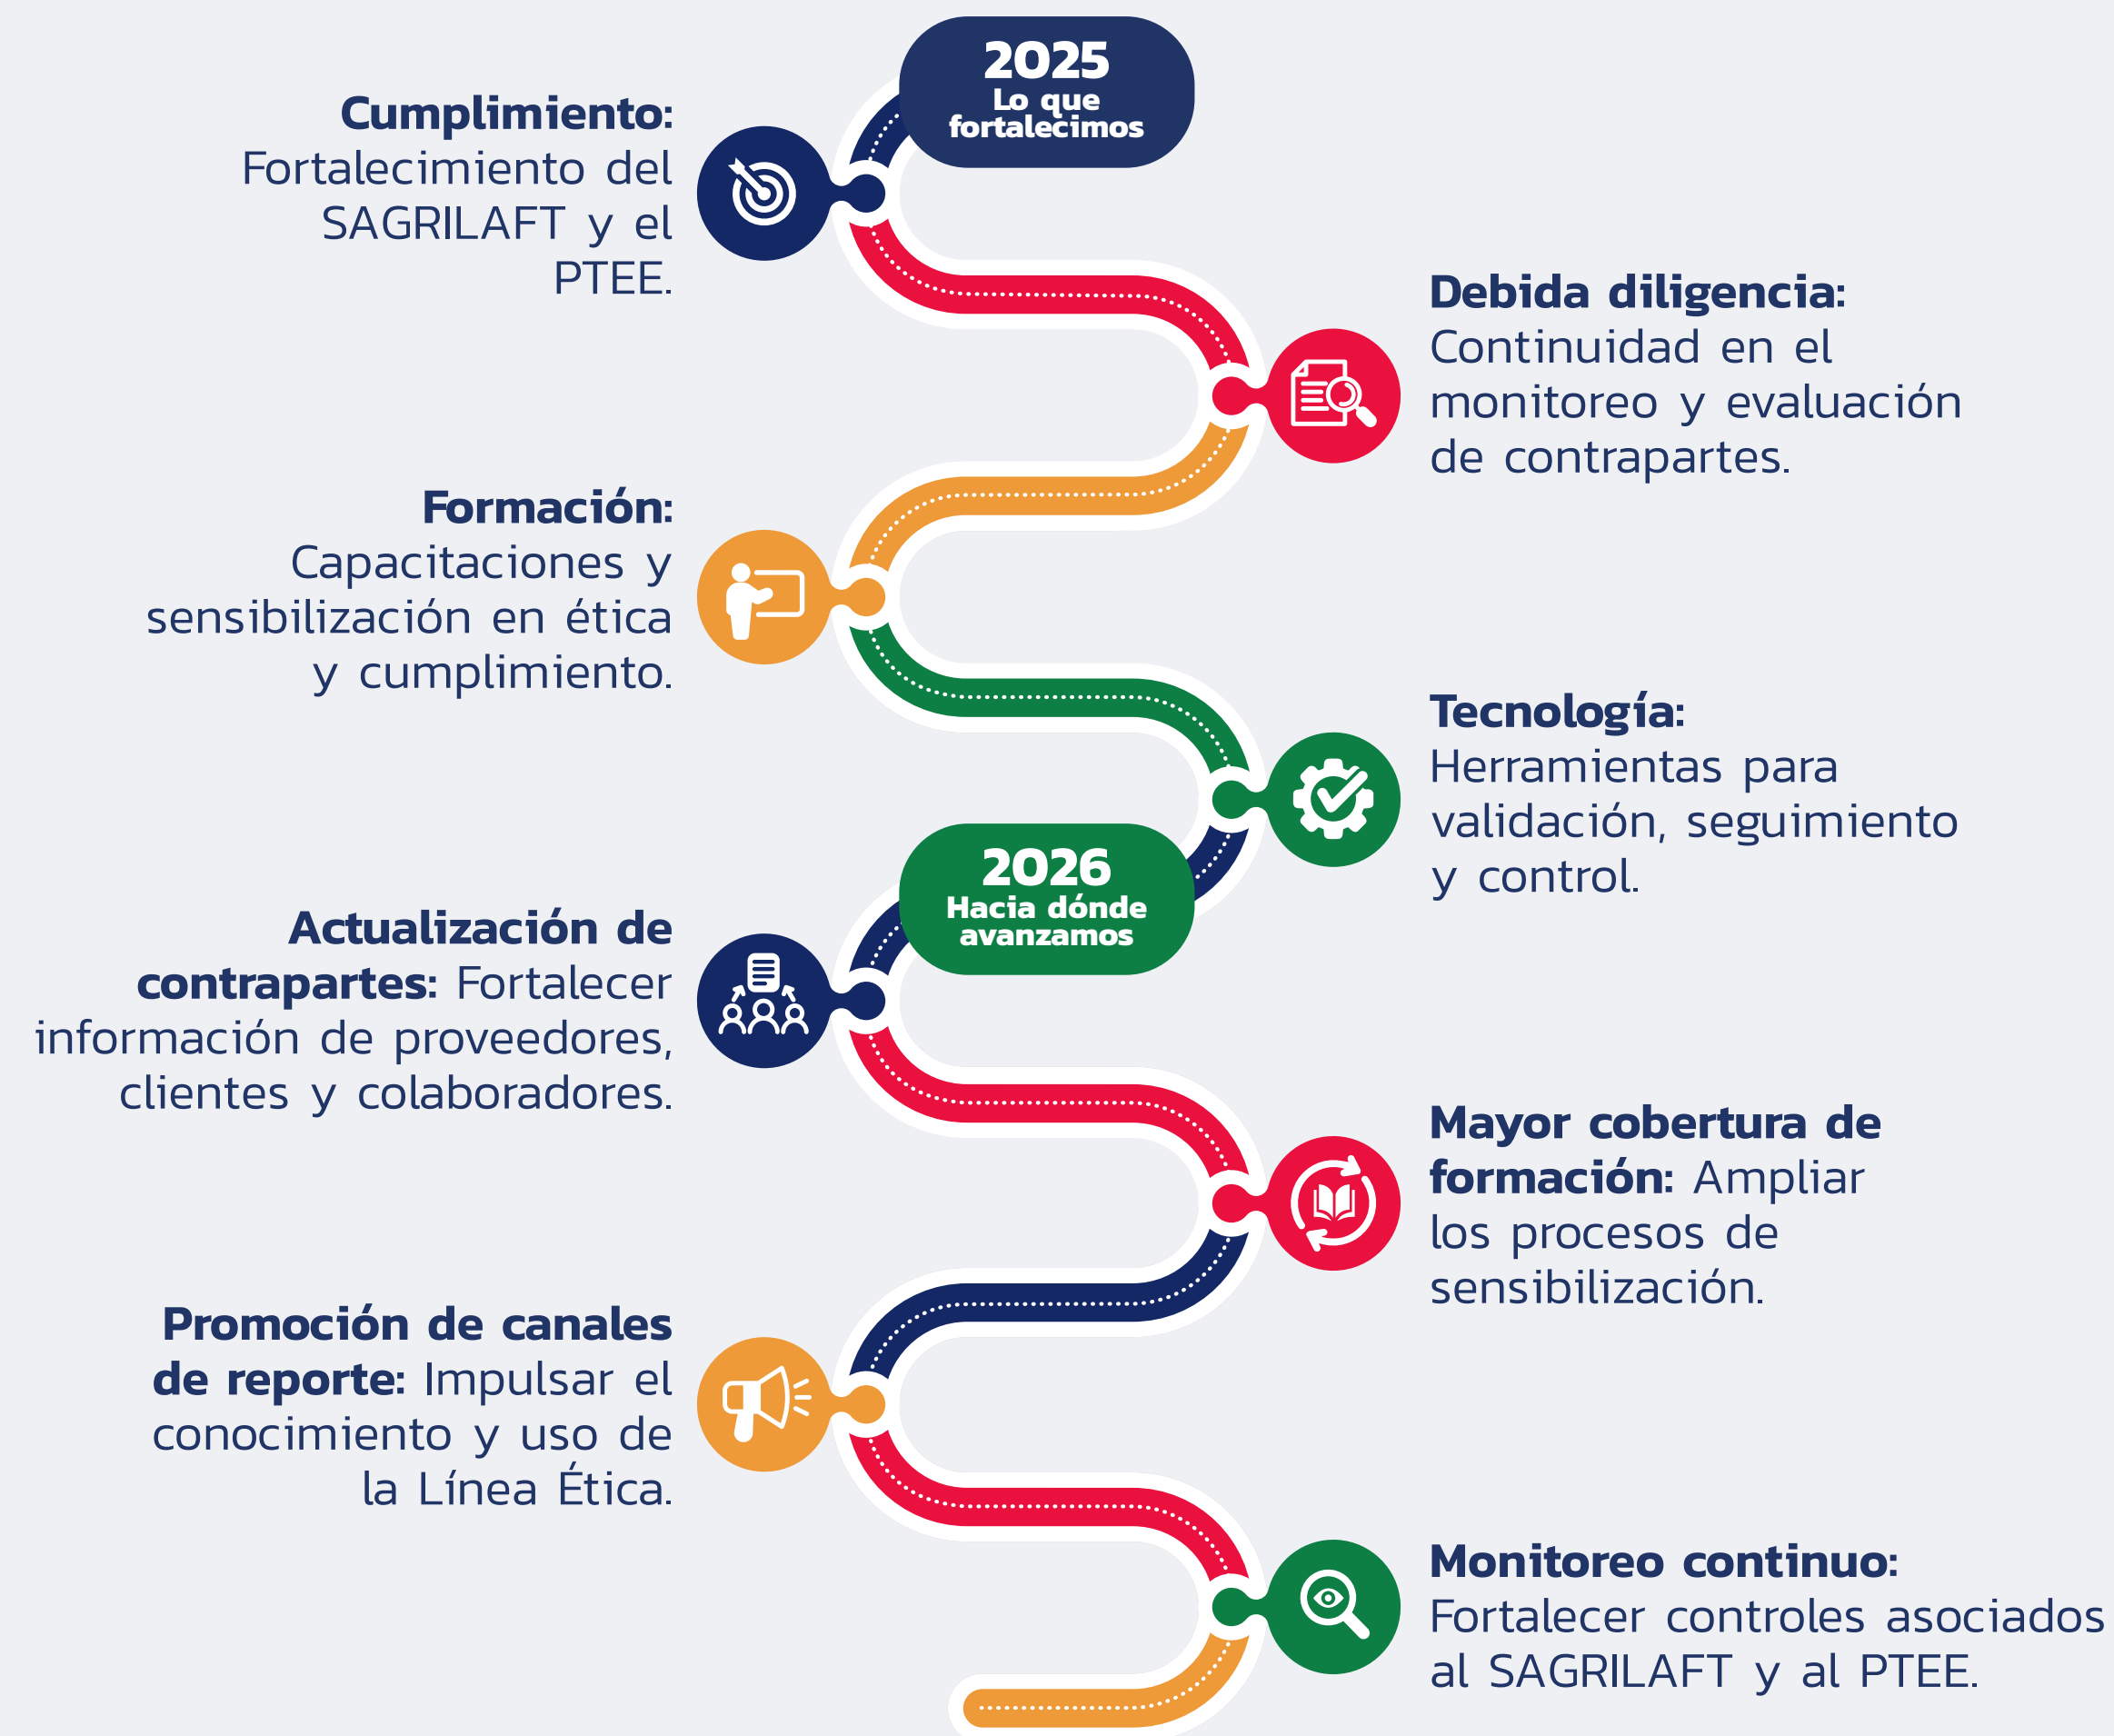 2025
Lo que
fortalecimos
Cumplimiento:
Fortalecimiento del
SAGRILAFT y el
PTEE.
Debida diligencia:
Continuidad en el
monitoreo y evaluación
de contrapartes.
Formación:
Capacitaciones y
sensibilización en ética
y cumplimiento.
Tecnología:
Herramientas para
validación, seguimiento
y control.
2026
Hacia dónde
avanzamos
Actualización de
contrapartes: Fortalecer
información de proveedores,
clientes y colaboradores.
Mayor cobertura de
formación: Ampliar
los procesos de
sensibilización.
Promoción de canales
de reporte: Impulsar el
conocimiento y uso de
la Línea Ética.
Monitoreo continuo:
Fortalecer controles asociados
al SAGRILAFT y al PTEE.